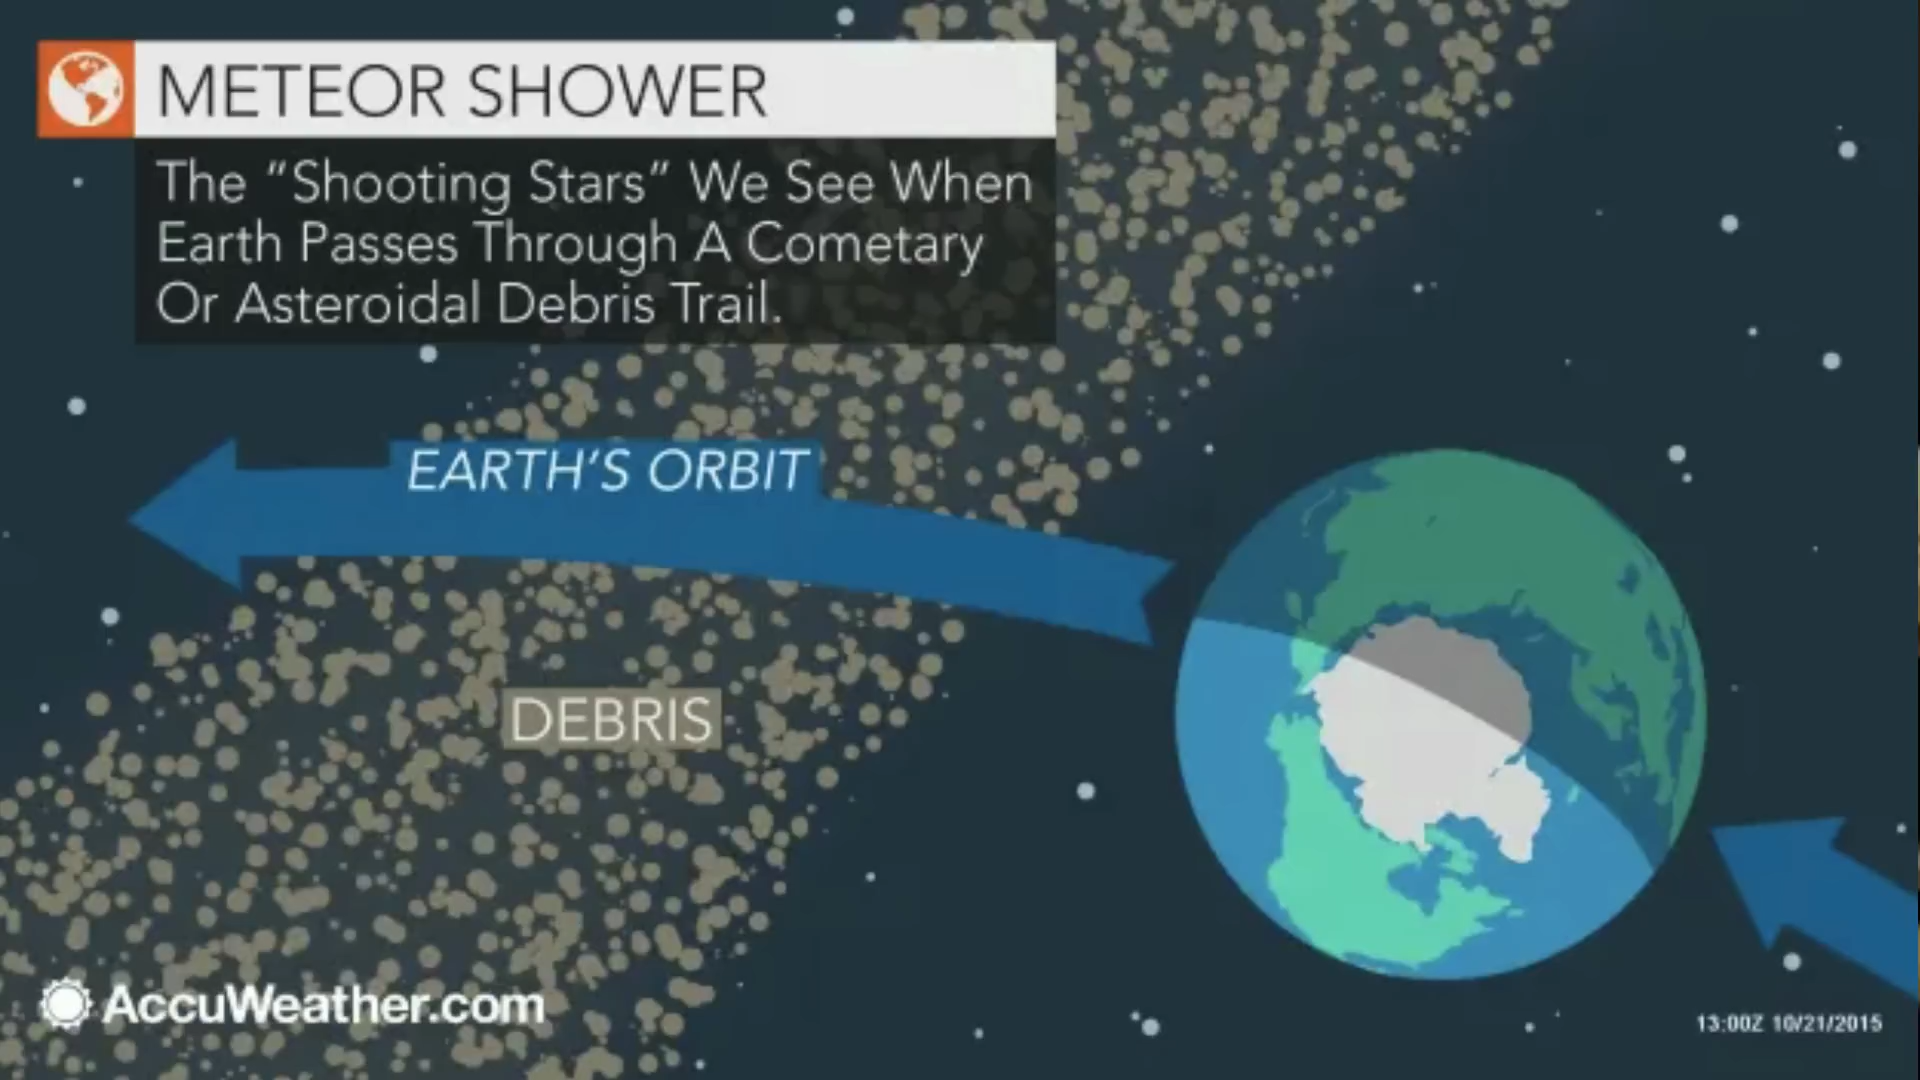 METEOR SHOWER
The “Shooting Stars” We See When
Earth Passes Through A Cometary
Or Asteroidal Debris Trail.
EARTH’S ORBIT
DEBRIS
AccuWeather.com
13:00Z 10/21/2015